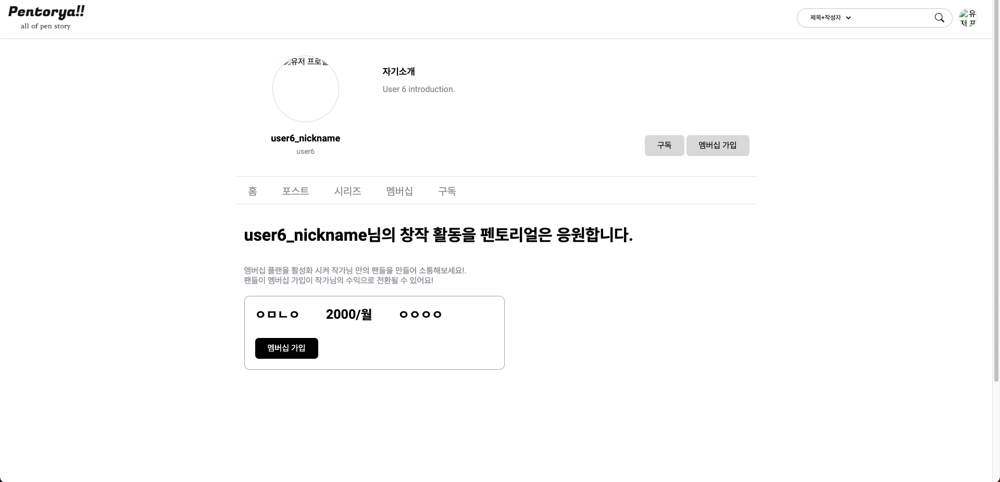 Pentorya!!
all of pen story
제목+작성자
유
저 프
유저 프로
자기소개
User 6 introduction.
user6_nickname
user6
구독 멤버십 가입
홈 포스트 시리즈 멤버십 구독
user6_nickname님의 창작 활동을 펜토리얼은 응원합니다.
멤버십 플랜을 활성화 시켜 작가님 만의 팬들을 만들어 소통해보세요!.
팬들이 멤버십 가입이 작가님의 수익으로 전환될 수 있어요!
ㅇㅁㄴㅇ 2000/월 ㅇㅇㅇㅇ
멤버십 가입